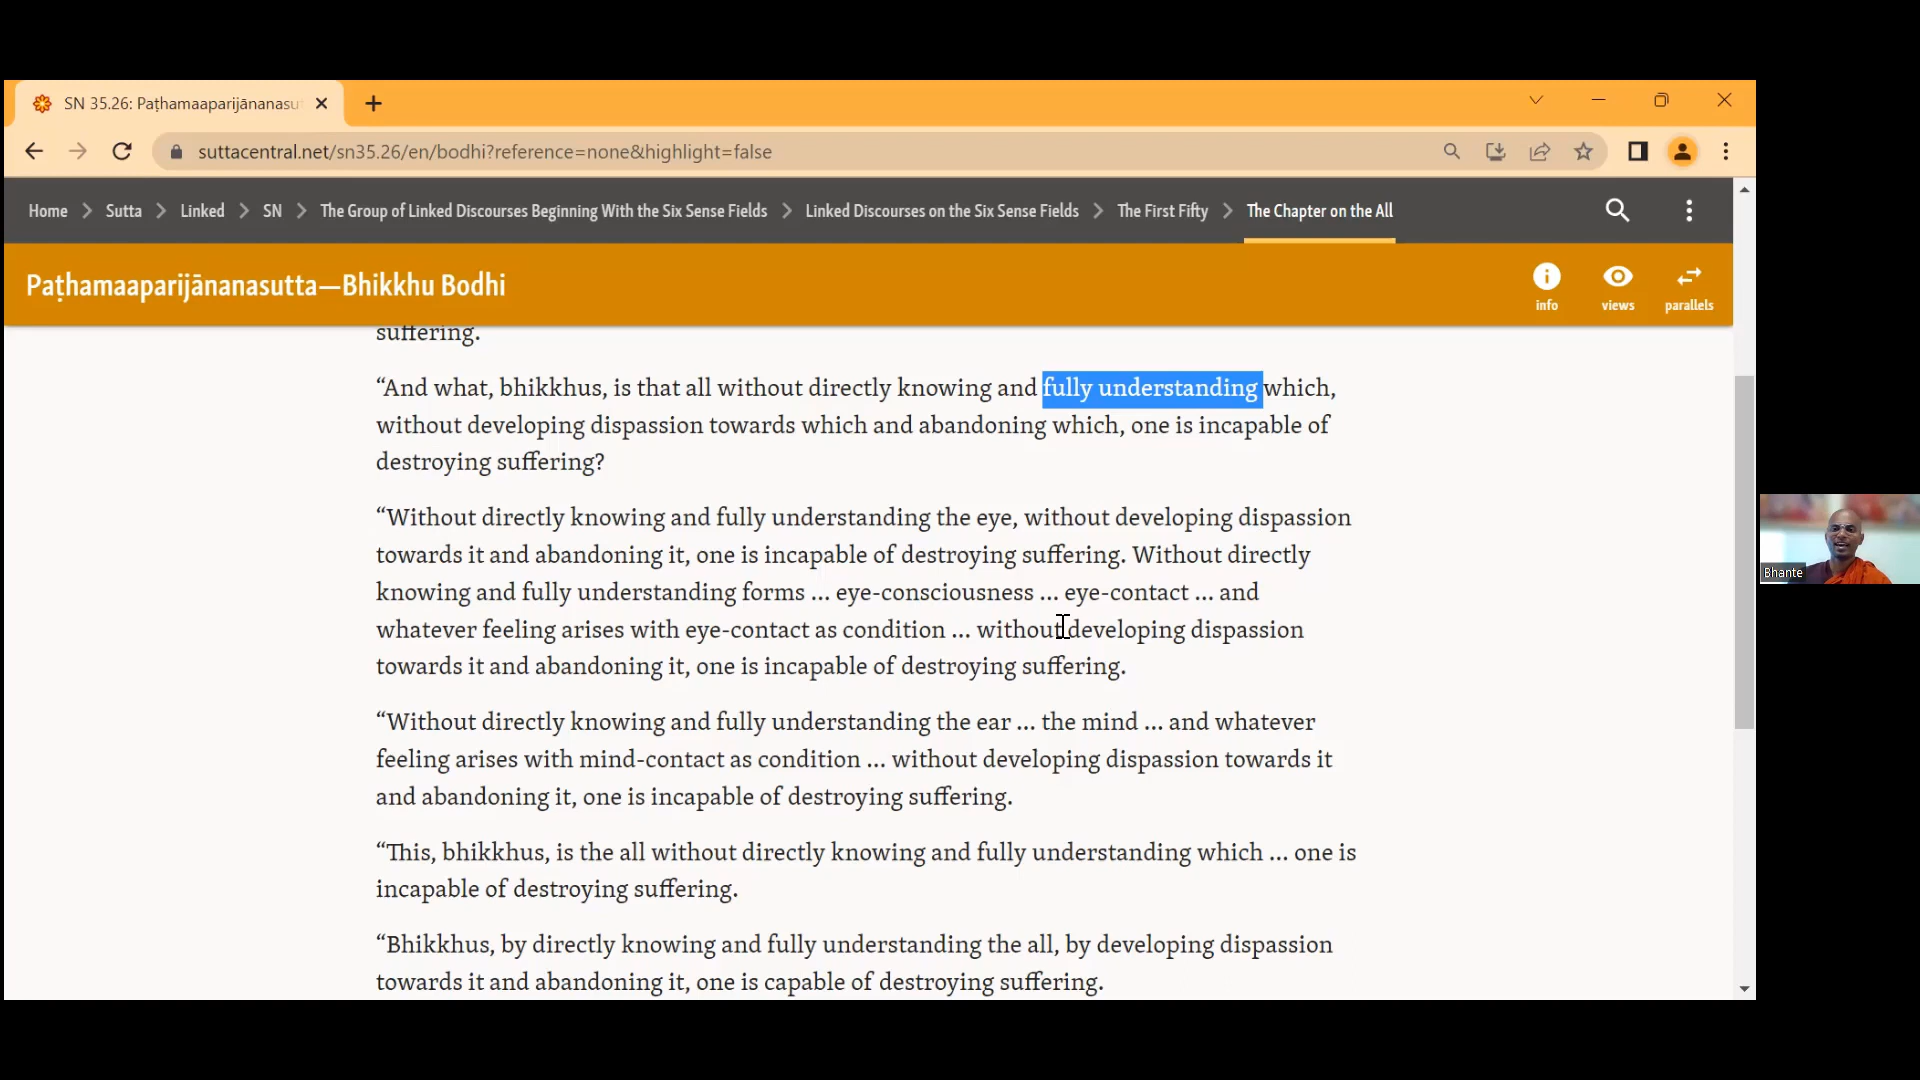 SN 35.26: Paṭhamaaparijānanasu
suttacentral.net/sn35.26/en/bodhi?reference=none&highlight=false
Home > Sutta > Linked > SN > The Group of Linked Discourses Beginning With the Six Sense Fields > Linked Discourses on the Six Sense Fields > The First Fifty > The Chapter on the All
Paṭhamaaparijānanasutta—Bhikkhu Bodhi
info views parallels
suffering.
“And what, bhikkhus, is that all without directly knowing and fully understanding which,
without developing dispassion towards which and abandoning which, one is incapable of
destroying suffering?
“Without directly knowing and fully understanding the eye, without developing dispassion
towards it and abandoning it, one is incapable of destroying suffering. Without directly
knowing and fully understanding forms … eye-consciousness … eye-contact … and
whatever feeling arises with eye-contact as condition … without developing dispassion
towards it and abandoning it, one is incapable of destroying suffering.
“Without directly knowing and fully understanding the ear … the mind … and whatever
feeling arises with mind-contact as condition … without developing dispassion towards it
and abandoning it, one is incapable of destroying suffering.
“This, bhikkhus, is the all without directly knowing and fully understanding which … one is
incapable of destroying suffering.
“Bhikkhus, by directly knowing and fully understanding the all, by developing dispassion
towards it and abandoning it, one is capable of destroying suffering.
Bhante